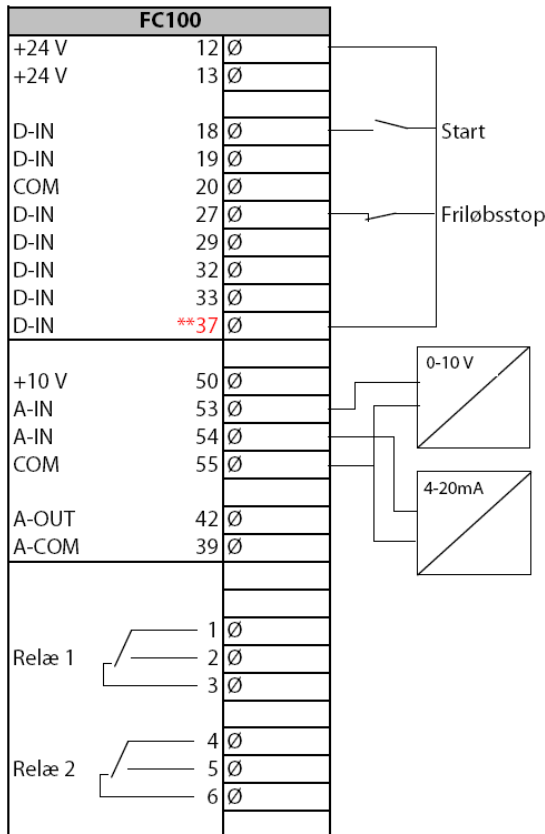 FC100
+24 V 12 Ø
+24 V 13 Ø
D-IN 18 Ø Start
D-IN 19 Ø
COM 20 Ø
D-IN 27 Ø Friløbsstop
D-IN 29 Ø
D-IN 32 Ø
D-IN 33 Ø
D-IN **37 Ø
0-10 V
+10 V 50 Ø
A-IN 53 Ø
A-IN 54 Ø
COM 55 Ø
4-20mA
A-OUT 42 Ø
A-COM 39 Ø
1 Ø
Relæ 1 2 Ø
3 Ø
4 Ø
Relæ 2 5 Ø
6 Ø